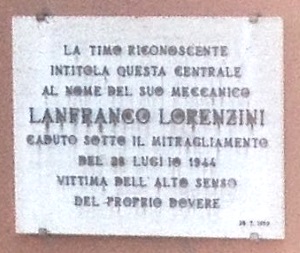 LA TIMO RICONOSCENTE
INTITOLA QUESTA CENTRALE
AL NOME DEL SUO MECCANICO
LANFRANCO LORENZINI
CADUTO SOTTO IL MITRAGLIAMENTO
DEL 28 LUGLIO 1944
VITTIMA DELL'ALTO SENSO
DEL PROPRIO DOVERE